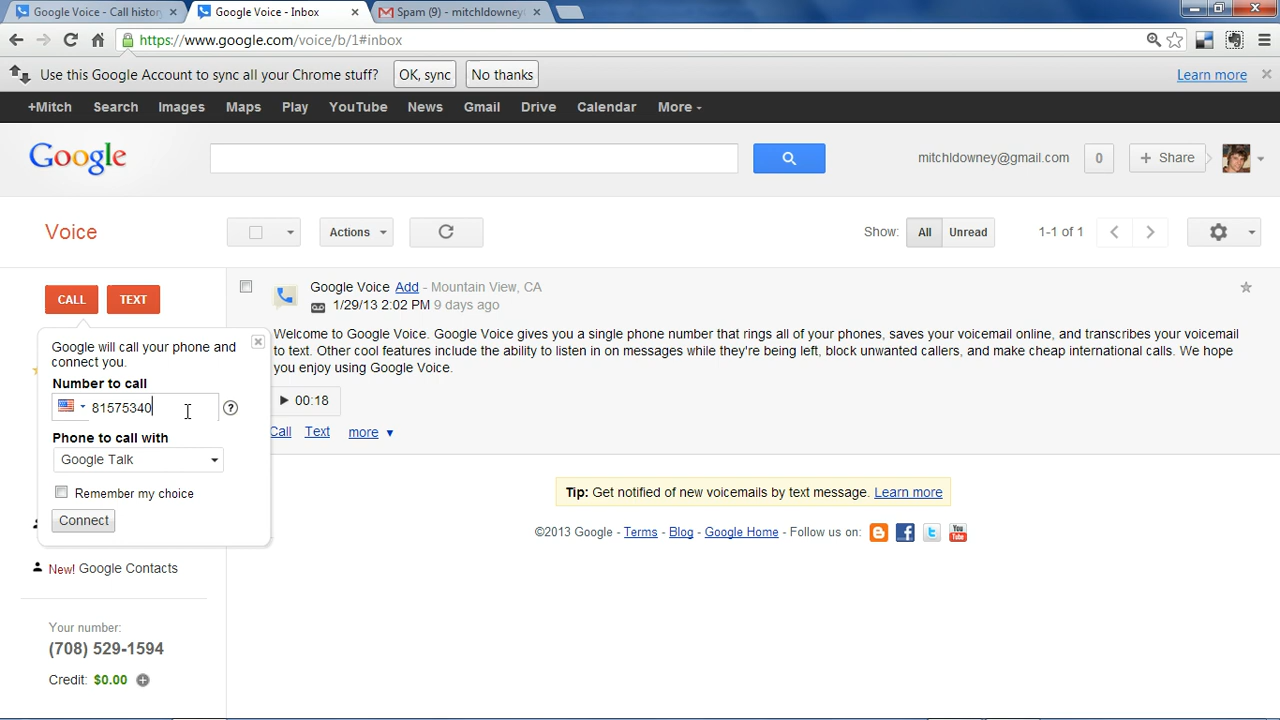 Google Voice - Call histor
Google Voice - Inbox
Spam (9) - mitchldowney
https://www.google.com/voice/b/1#inbox
Use this Google Account to sync all your Chrome stuff? OK, sync No thanks Learn more
+Mitch Search Images Maps Play YouTube News Gmail Drive Calendar More
Google mitchldowney@gmail.com 0 + Share
Voice Actions Show: All Unread 1-1 of 1
CALL TEXT
Google Voice Add - Mountain View, CA
1/29/13 2:02 PM 9 days ago
Welcome to Google Voice. Google Voice gives you a single phone number that rings all of your phones, saves your voicemail online, and transcribes your voicemail
to text. Other cool features include the ability to listen in on messages while they're being left, block unwanted callers, and make cheap international calls. We hope
you enjoy using Google Voice.
00:18
Call Text more
Google will call your phone and
connect you.
Number to call
81575340
Phone to call with
Google Talk
Remember my choice
Connect
New! Google Contacts
Your number:
(708) 529-1594
Credit: $0.00
Tip: Get notified of new voicemails by text message. Learn more
©2013 Google - Terms - Blog - Google Home - Follow us on: You Tube